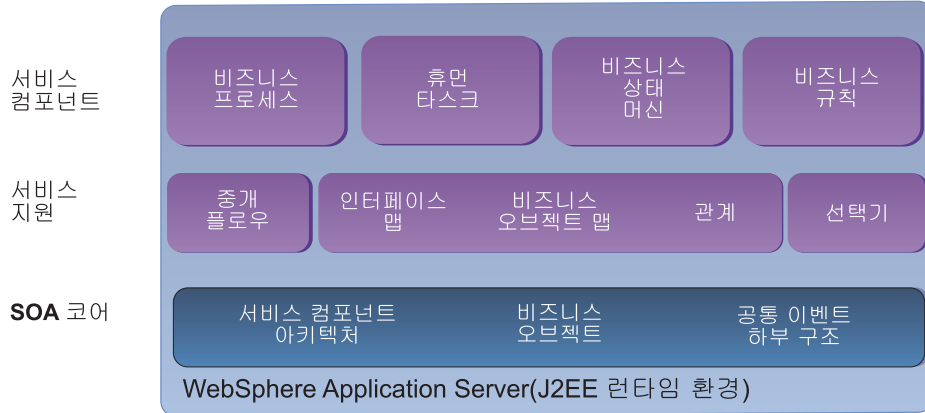 서비스
컴포넌트
비즈니스
프로세스
휴먼
타스크
비즈니스
상태
머신
비즈니스
규칙
서비스
지원
중개
플로우
인터페이스
맵
비즈니스
오브젝트 맵
관계
선택기
SOA 코어
서비스 컴포넌트
아키텍처
비즈니스
오브젝트
공통 이벤트
하부 구조
WebSphere Application Server(J2EE 런타임 환경)